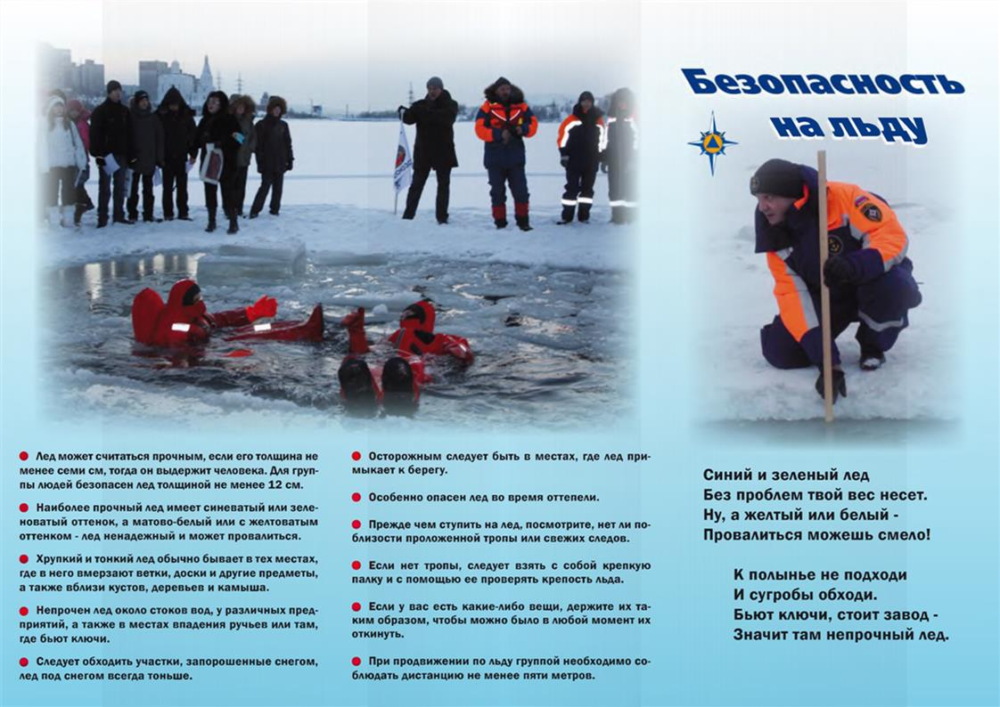 Безопасность
на льду
● Лед может считаться прочным, если его толщина не
менее семи см, тогда он выдержит человека. Для груп-
пы людей безопасен лед толщиной не менее 12 см.
● Наиболее прочный лед имеет синеватый или зеле-
новатый оттенок, а матово-белый или с желтоватым
оттенком - лед ненадежный и может провалиться.
● Хрупкий и тонкий лед обычно бывает в тех местах,
где в него вмерзают ветки, доски и другие предметы,
а также вблизи кустов, деревьев и камыша.
● Непрочен лед около стоков вод, у различных пред-
приятий, а также в местах впадения ручьев или там,
где бьют ключи.
● Следует обходить участки, запорошенные снегом,
лед под снегом всегда тоньше.
● Осторожным следует быть в местах, где лед при-
мыкает к берегу.
● Особенно опасен лед во время оттепели.
● Прежде чем ступить на лед, посмотрите, нет ли по-
близости проложенной тропы или свежих следов.
● Если нет тропы, следует взять с собой крепкую
палку и с помощью ее проверять крепость льда.
● Если у вас есть какие-либо вещи, держите их та-
ким образом, чтобы можно было в любой момент их
откинуть.
● При продвижении по льду группой необходимо со-
блюдать дистанцию не менее пяти метров.
Синий и зеленый лед
Без проблем твой вес несет.
Ну, а желтый или белый -
Провалиться можешь смело!
К полынье не подходи
И сугробы обходи.
Бьют ключи, стоит завод -
Значит там непрочный лед.